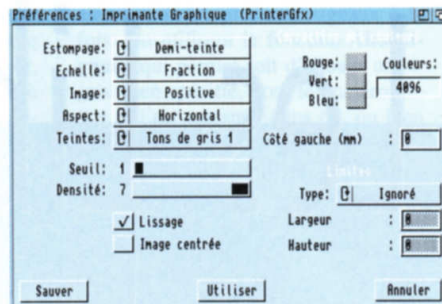 Préférences : Imprimante Graphique (PrinterGfx)
Estompage: Demi-teinte
Echelle: Fraction
Image: Positive
Aspect: Horizontal
Teintes: Tons de gris 1
Seuil: 1
Densité: 7
Lissage
Image centrée
Rouge:
Vert:
Bleu:
Couleurs:
4096
Côté gauche (mm) : 0
Limites
Type: Ignoré
Largeur : 0
Hauteur : 0
Sauver
Utiliser
Annuler